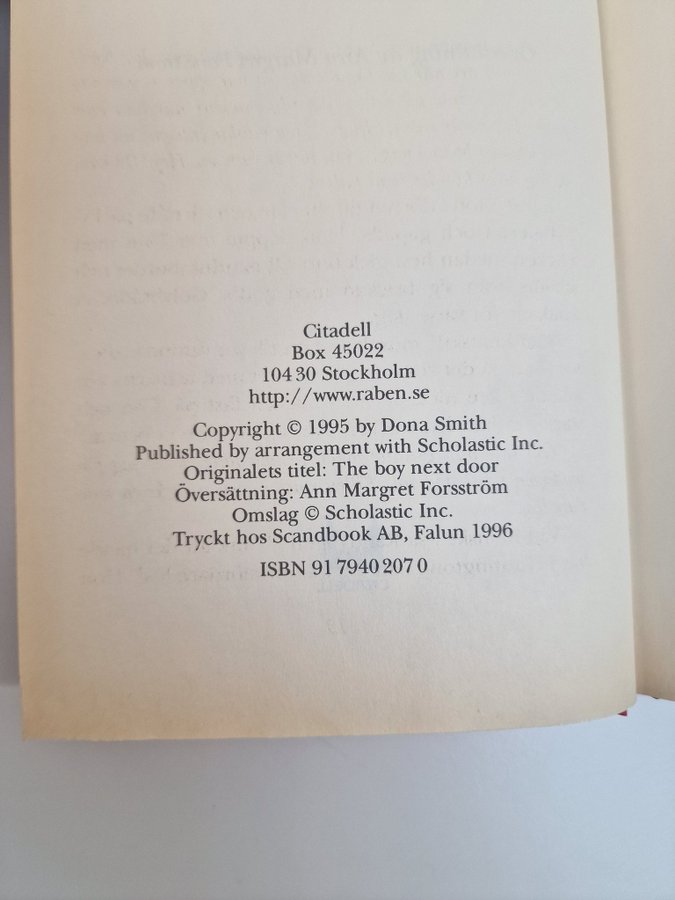 Citadell
Box 45022
104 30 Stockholm
http://www.raben.se
Copyright © 1995 by Dona Smith
Published by arrangement with Scholastic Inc.
Originalets titel: The boy next door
Översättning: Ann Margret Forsström
Omslag © Scholastic Inc.
Tryckt hos Scandbook AB, Falun 1996
ISBN 91 7940 207 0